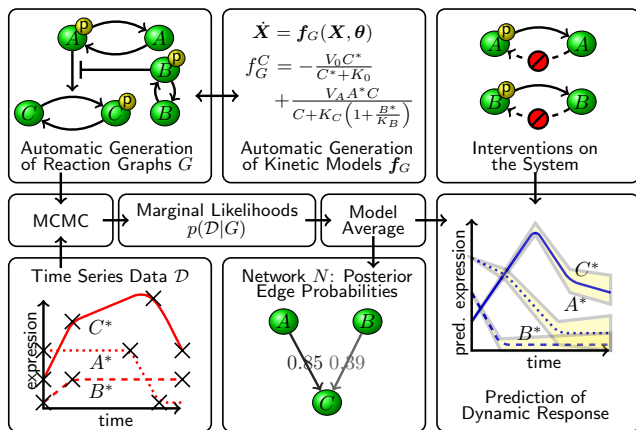 A p A
B p
C C p B
Automatic Generation
of Reaction Graphs G
Ẋ = f_G(X, θ)
f_G^C = − V_0C*/(C*+K_0)
+ V_AA*C/(C+K_C(1+B*/K_B))
Automatic Generation
of Kinetic Models f_G
A p A
B p B
Interventions on
the System
MCMC
Marginal Likelihoods
p(D|G)
Model
Average
Time Series Data D
expression
C*
A*
B*
time
Network N: Posterior
Edge Probabilities
A B
0.85 0.39
C
pred. expression
C*
A*
B*
time
Prediction of
Dynamic Response